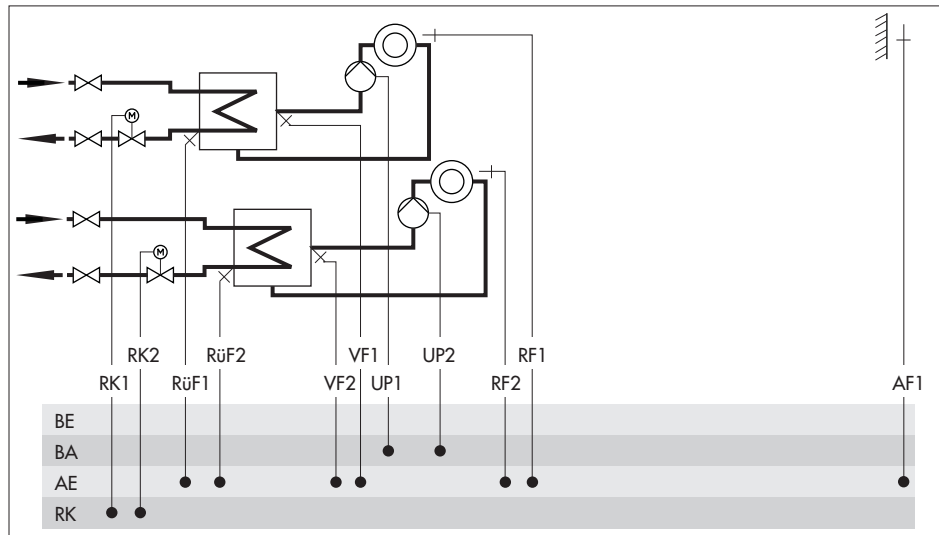 M
M
RK2 RüF2 VF1 UP2 RF1
RK1 RüF1 VF2 UP1 RF2 AF1
BE
BA
AE
RK